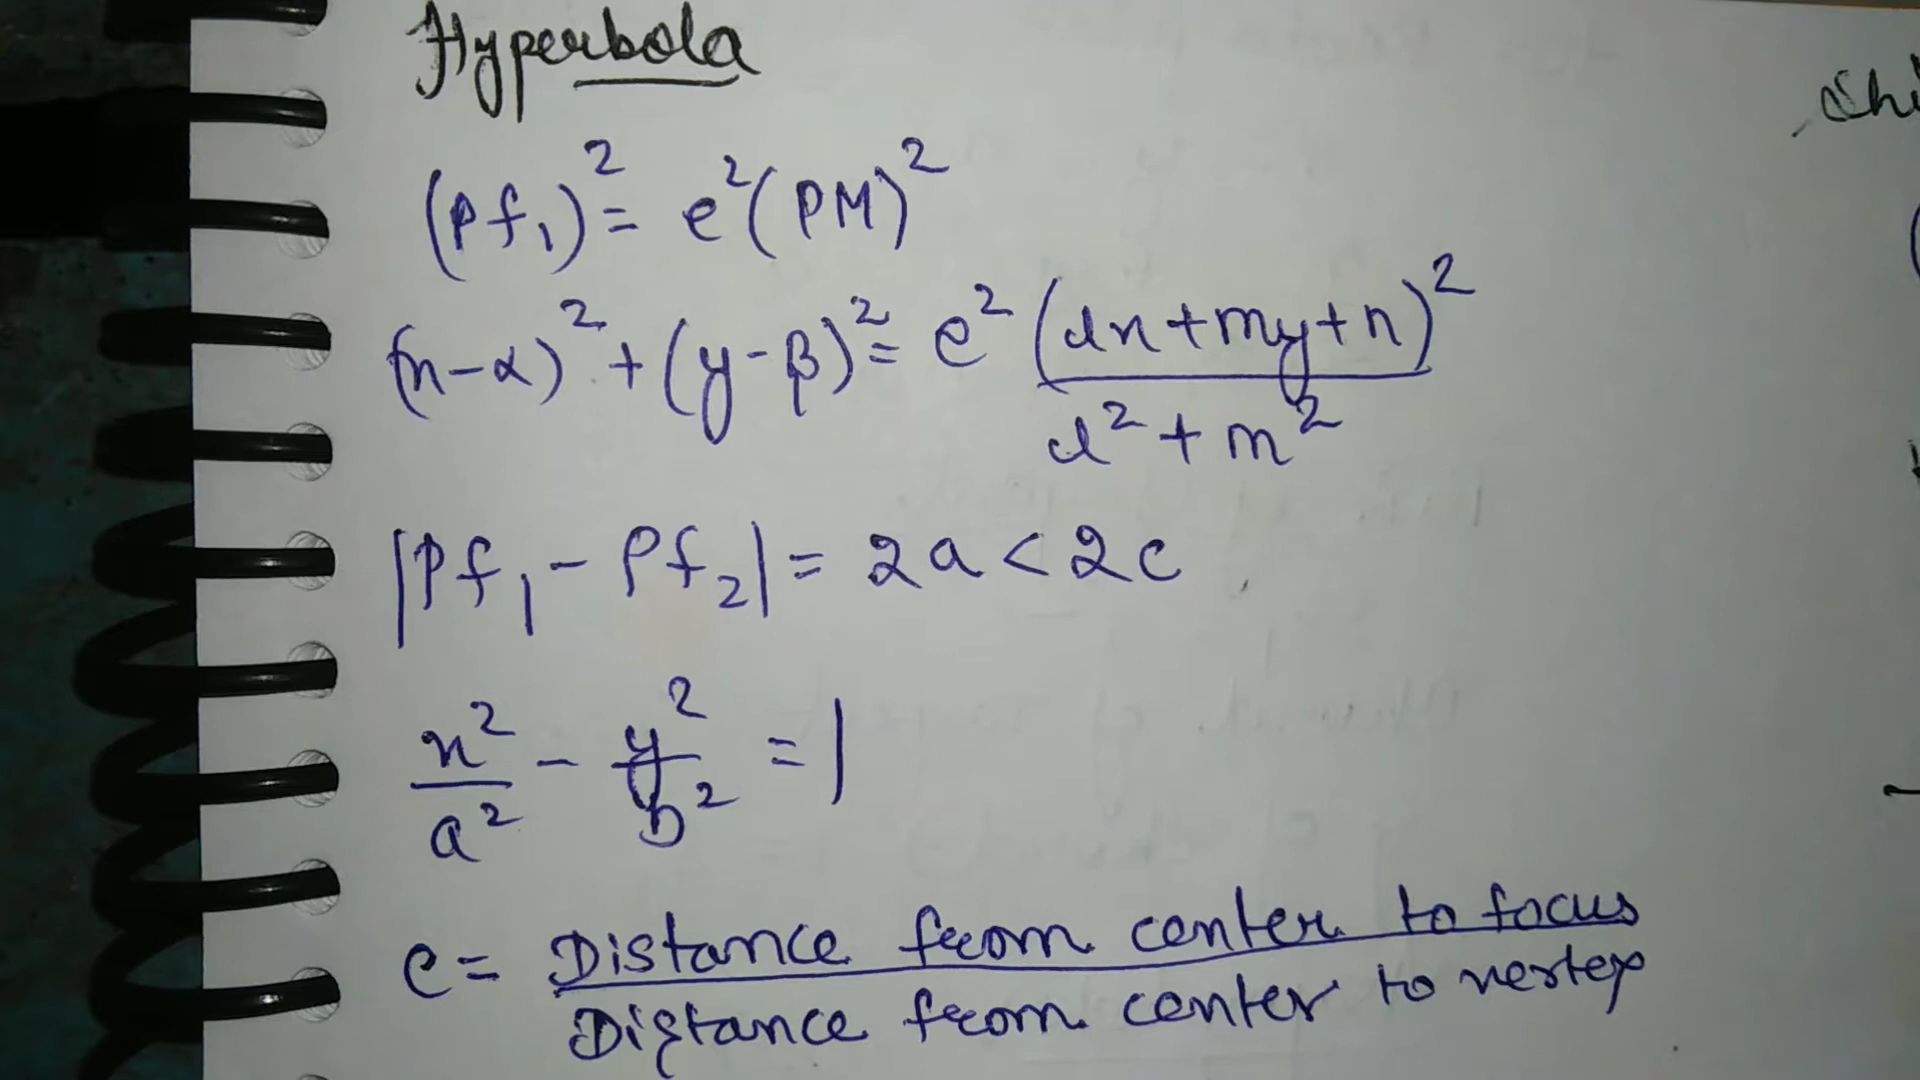 Hyperbola
(Pf₁)² = e²(PM)²
(x-α)² + (y-β)² = e² (lx+my+n)² / l²+m²
|Pf₁ - Pf₂| = 2a < 2c
x²/a² - y²/b² = 1
e = Distance from center to focus
Distance from center to vertex